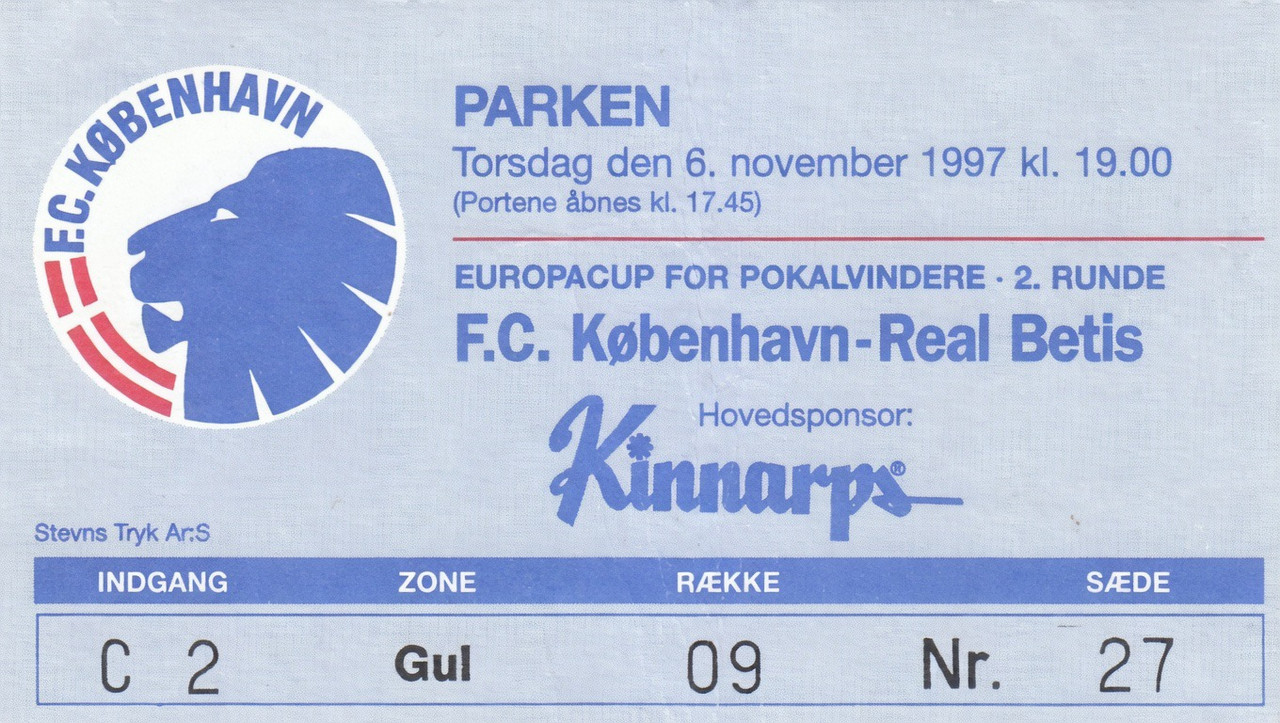 F.C. KØBENHAVN
PARKEN
Torsdag den 6. november 1997 kl. 19.00
(Portene åbnes kl. 17.45)
EUROPACUP FOR POKALVINDERE · 2. RUNDE
F.C. København-Real Betis
Hovedsponsor:
Kinnarps®
Stevns Tryk Ar:S
INDGANG ZONE RÆKKE SÆDE
C 2 Gul 09 Nr. 27